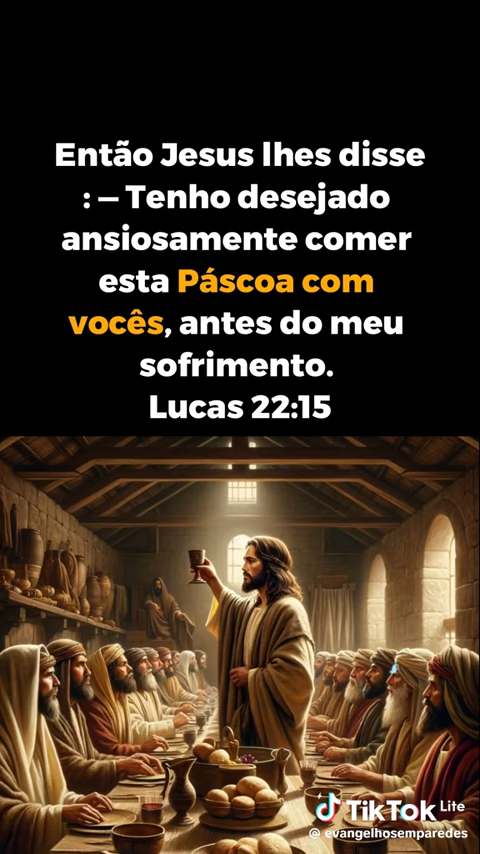 Então Jesus lhes disse
: — Tenho desejado
ansiosamente comer
esta Páscoa com
vocês, antes do meu
sofrimento.
Lucas 22:15
TikTok Lite
@ evangelhosemparedes